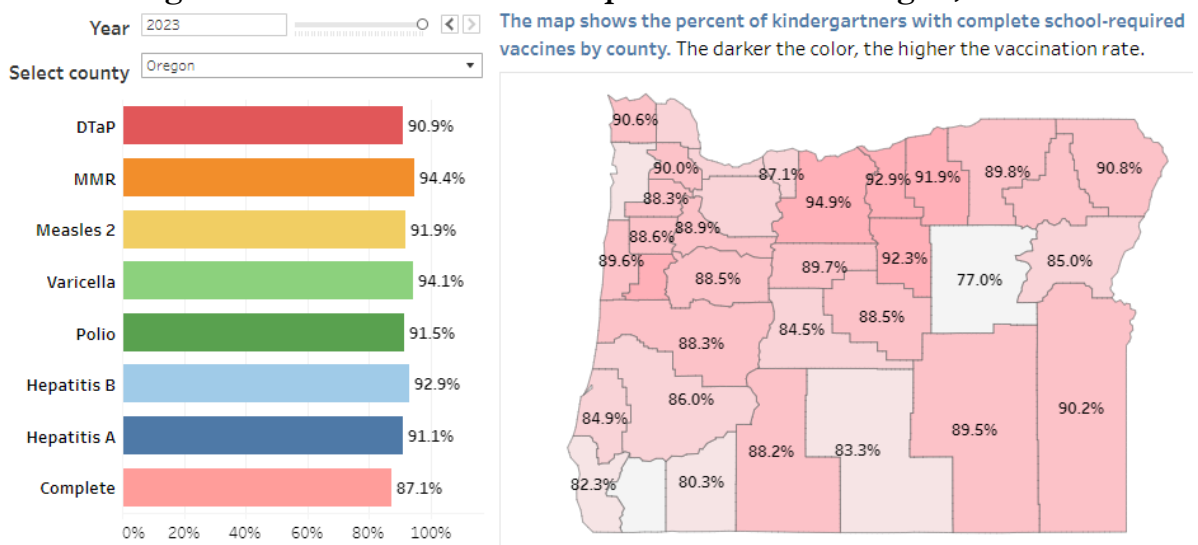 Year 2023
Select county Oregon
DTaP 90.9%
MMR 94.4%
Measles 2 91.9%
Varicella 94.1%
Polio 91.5%
Hepatitis B 92.9%
Hepatitis A 91.1%
Complete 87.1%
0% 20% 40% 60% 80% 100%
The map shows the percent of kindergartners with complete school-required
vaccines by county. The darker the color, the higher the vaccination rate.
90.6%
90.0% 87.1% 94.9% 92.9% 91.9% 89.8% 90.8%
88.3%
88.6% 88.9%
89.6% 88.5% 89.7% 92.3% 77.0% 85.0%
88.3% 84.5% 88.5%
84.9% 86.0% 90.2%
88.2% 83.3% 89.5%
82.3% 80.3%